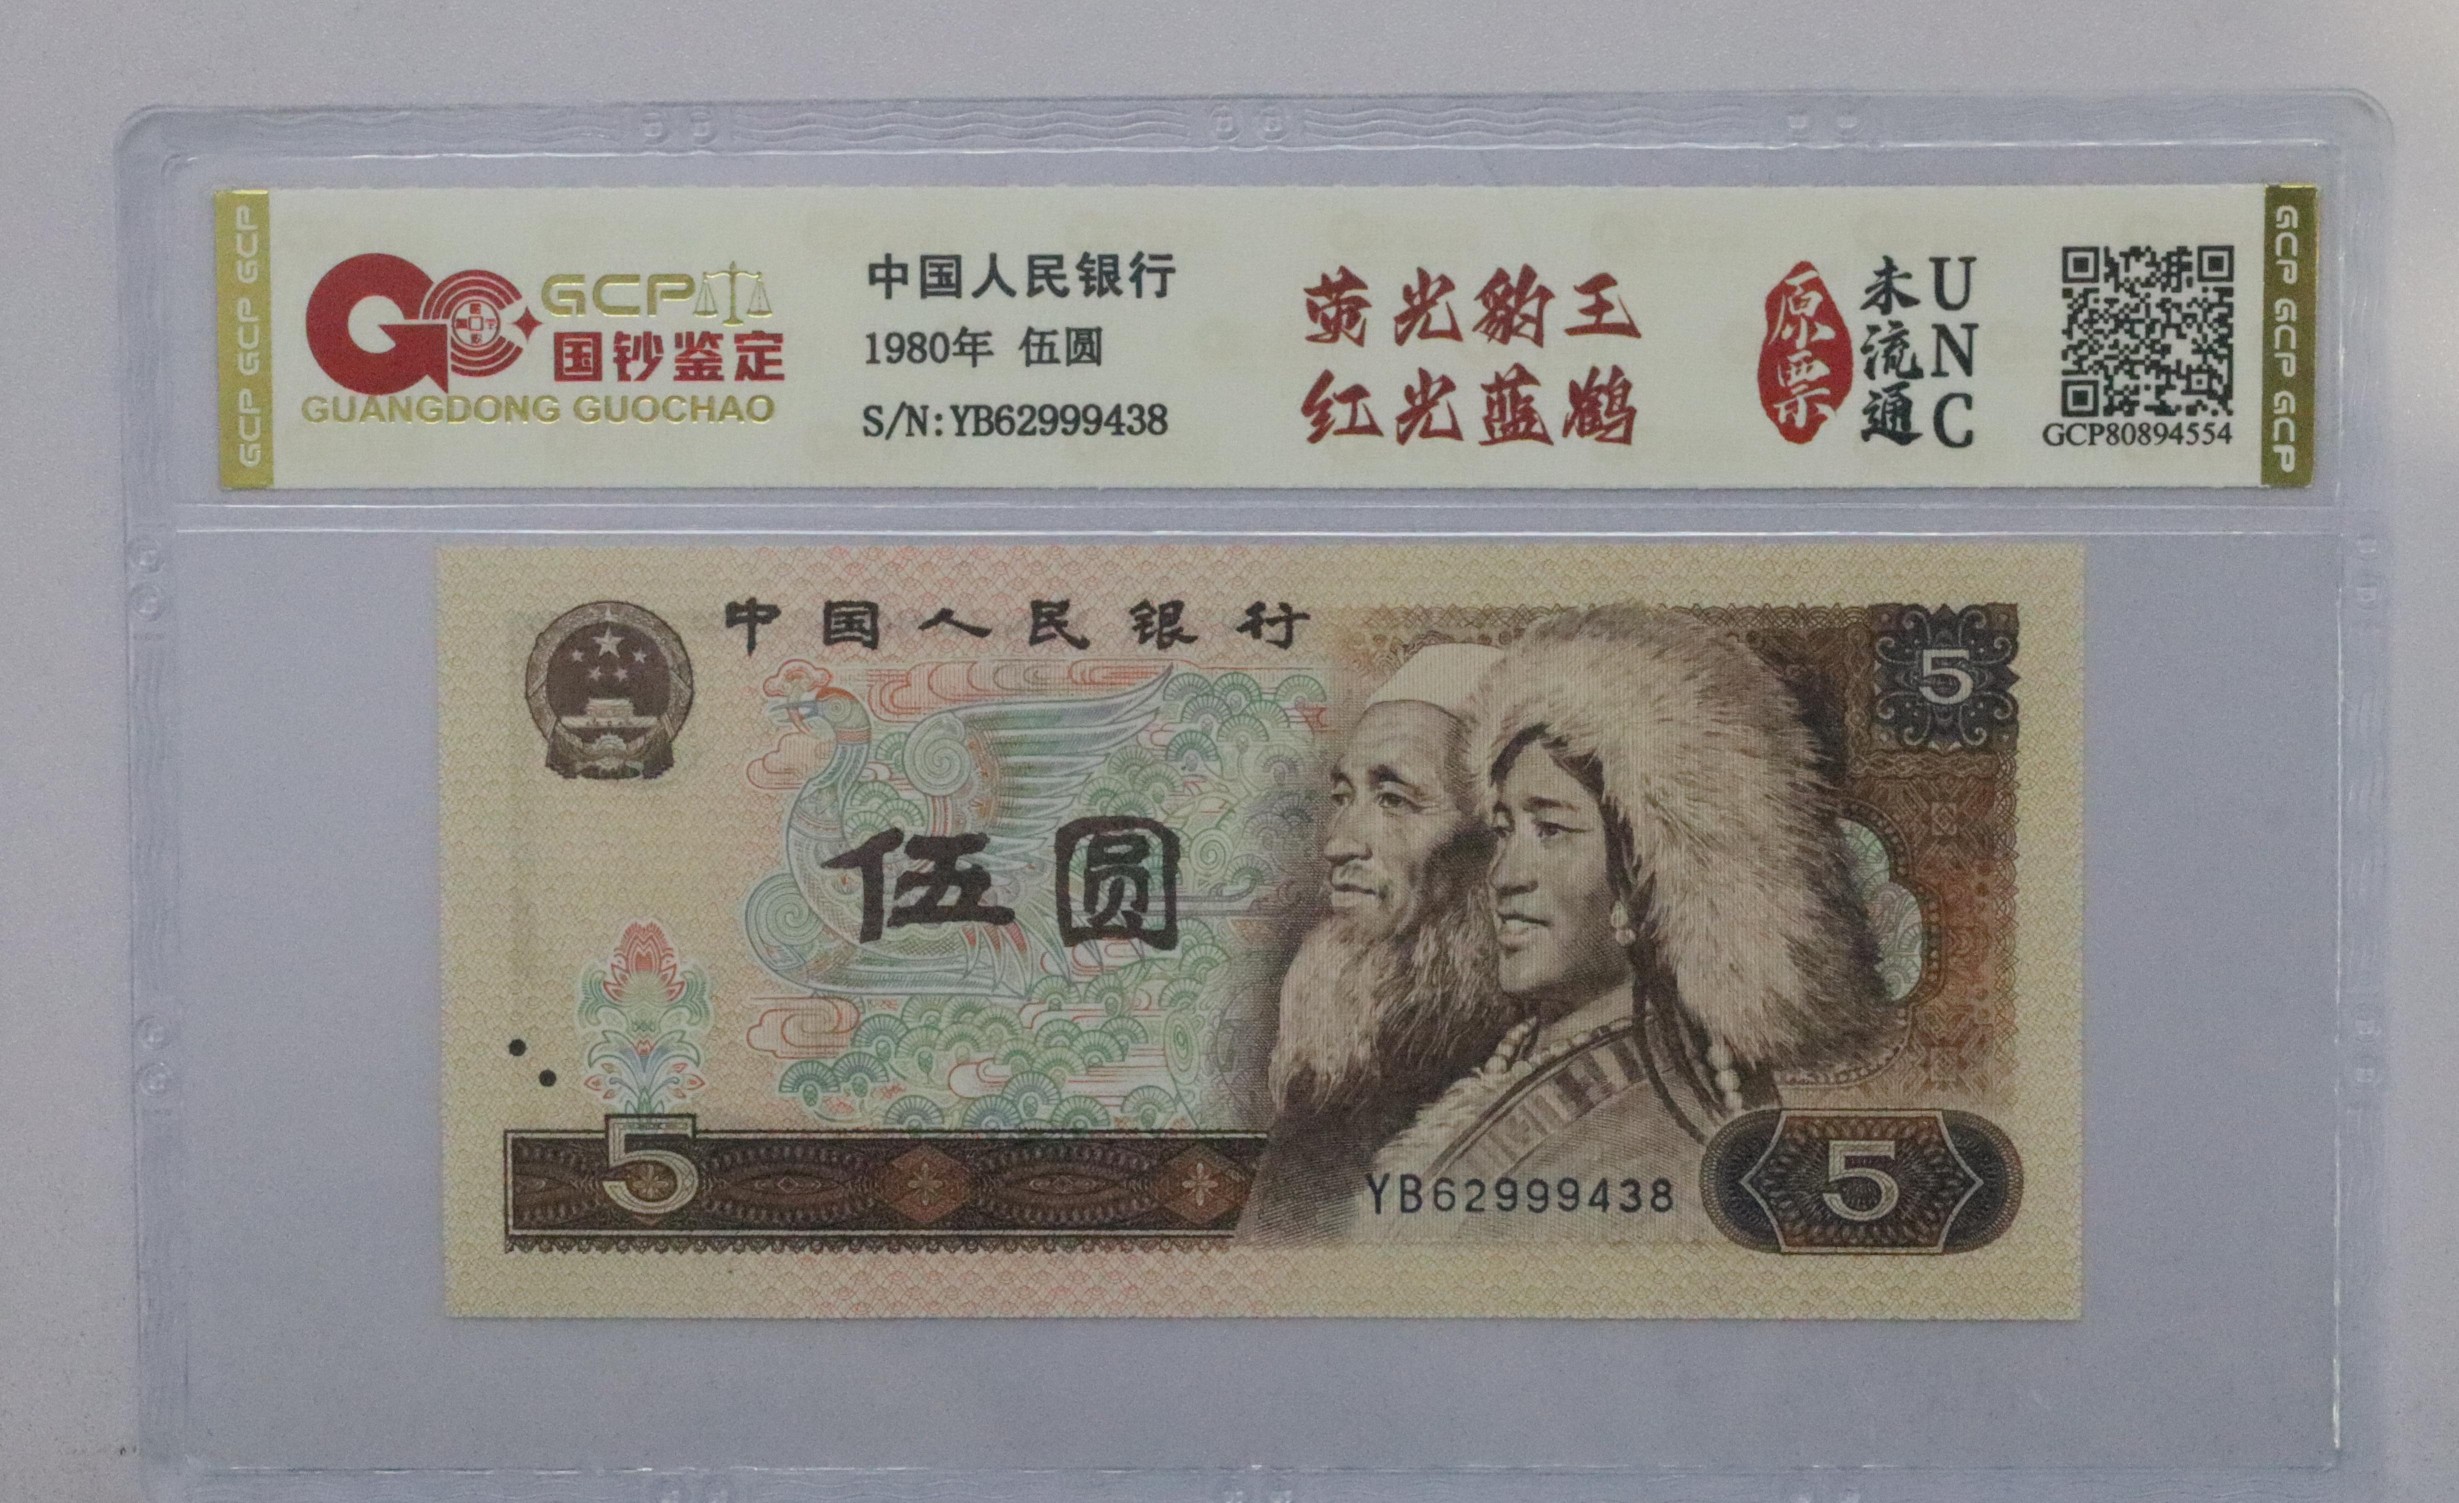 GCP GCP GCP
GCP
国钞鉴定
GUANGDONG GUOCHAO
中国人民银行
1980年 伍圆
S/N:YB62999438
荧光豹王
红光蓝鹤
原票
未流通
UNC
GCP80894554
GCP GCP GCP
中国人民银行
5
伍圆
5
YB62999438
5